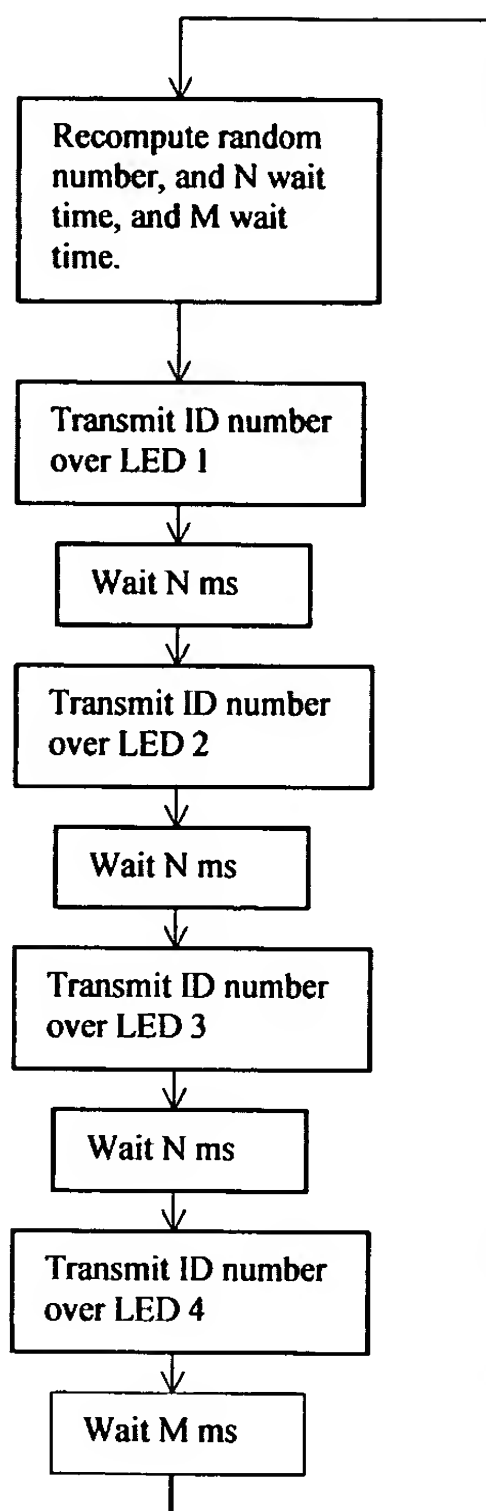 Recompute random
number, and N wait
time, and M wait
time.
Transmit ID number
over LED 1
Wait N ms
Transmit ID number
over LED 2
Wait N ms
Transmit ID number
over LED 3
Wait N ms
Transmit ID number
over LED 4
Wait M ms